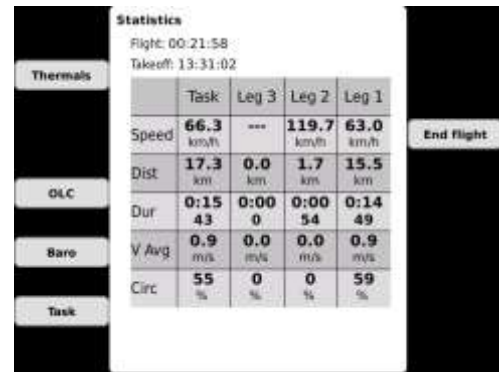 Statistics
Flight: 00:21:58
Takeoff: 13:31:02
Thermals
OLC
Baro
Task
End flight
Task Leg 3 Leg 2 Leg 1
Speed 66.3 --- 119.7 63.0
km/h km/h km/h
Dist 17.3 0.0 1.7 15.5
km km km km
Dur 0:15 0:00 0:00 0:14
43 0 54 49
V Avg 0.9 0.0 0.0 0.9
m/s m/s m/s m/s
Circ 55 0 0 59
% % % %